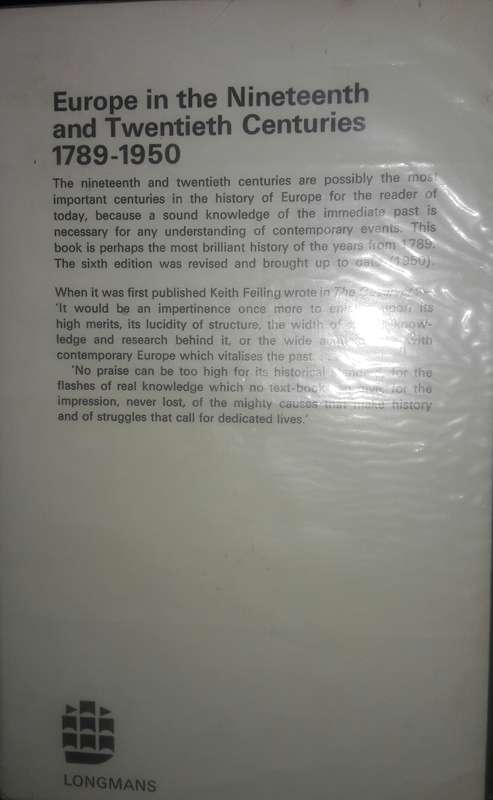 Europe in the Nineteenth
and Twentieth Centuries
1789-1950
The nineteenth and twentieth centuries are possibly the most
important centuries in the history of Europe for the reader of
today, because a sound knowledge of the immediate past is
necessary for any understanding of contemporary events. This
book is perhaps the most brilliant history of the years from 1789.
The sixth edition was revised and brought up to date (1950).
When it was first published Keith Feiling wrote in The
'It would be an impertinence once more to upon its
high merits, its lucidity of structure, the width of know-
ledge and research behind it, or the wide with
contemporary Europe which vitalises the past.
'No praise can be too high for its historical for the
flashes of real knowledge which no text-book for the
impression, never lost, of the mighty causes that make history
and of struggles that call for dedicated lives.'
LONGMANS